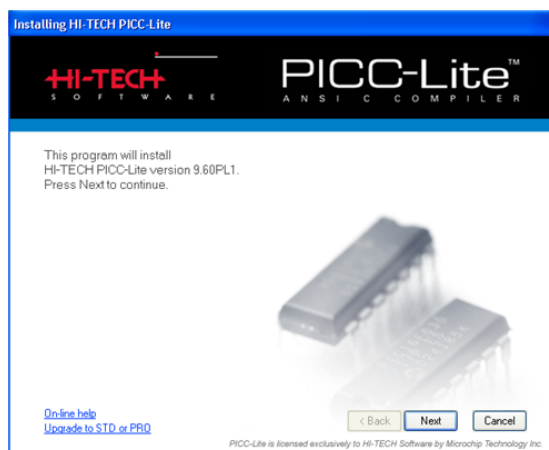 Installing HI-TECH PICC-Lite
HI-TECH
SOFTWARE
PICC-Lite™
ANSI C COMPILER
This program will install
HI-TECH PICC-Lite version 9.60PL1.
Press Next to continue.
On-line help
Upgrade to STD or PRO
< Back
Next
Cancel
PICC-Lite is licensed exclusively to HI-TECH Software by Microchip Technology Inc.